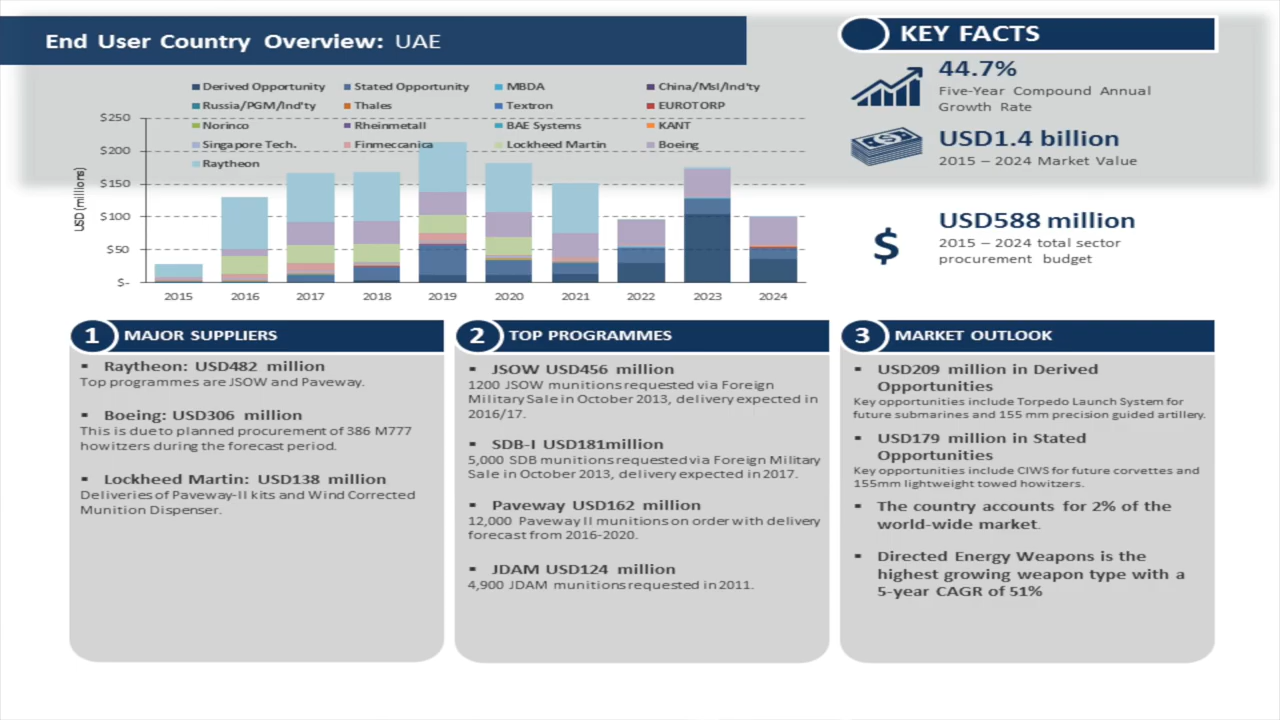 End User Country Overview: UAE
KEY FACTS
44.7%
Five-Year Compound Annual
Growth Rate
USD1.4 billion
2015 – 2024 Market Value
$
USD588 million
2015 – 2024 total sector
procurement budget
Derived Opportunity
Stated Opportunity
MBDA
China/Msl/Ind'ty
Russia/PGM/Ind'ty
Thales
Textron
EUROTORP
Norinco
Rheinmetall
BAE Systems
KANT
Singapore Tech.
Finmeccanica
Lockheed Martin
Boeing
Raytheon
USD (millions)
$250
$200
$150
$100
$50
$-
2015 2016 2017 2018 2019 2020 2021 2022 2023 2024
1 MAJOR SUPPLIERS
▪ Raytheon: USD482 million
Top programmes are JSOW and Paveway.
▪ Boeing: USD306 million
This is due to planned procurement of 386 M777
howitzers during the forecast period.
▪ Lockheed Martin: USD138 million
Deliveries of Paveway-II kits and Wind Corrected
Munition Dispenser.
2 TOP PROGRAMMES
▪ JSOW USD456 million
1200 JSOW munitions requested via Foreign
Military Sale in October 2013, delivery expected in
2016/17.
▪ SDB-I USD181million
5,000 SDB munitions requested via Foreign Military
Sale in October 2013, delivery expected in 2017.
▪ Paveway USD162 million
12,000 Paveway II munitions on order with delivery
forecast from 2016-2020.
▪ JDAM USD124 million
4,900 JDAM munitions requested in 2011.
3 MARKET OUTLOOK
▪ USD209 million in Derived
Opportunities
Key opportunities include Torpedo Launch System for
future submarines and 155 mm precision guided artillery.
▪ USD179 million in Stated
Opportunities
Key opportunities include CIWS for future corvettes and
155mm lightweight towed howitzers.
▪ The country accounts for 2% of the
world-wide market.
▪ Directed Energy Weapons is the
highest growing weapon type with a
5-year CAGR of 51%